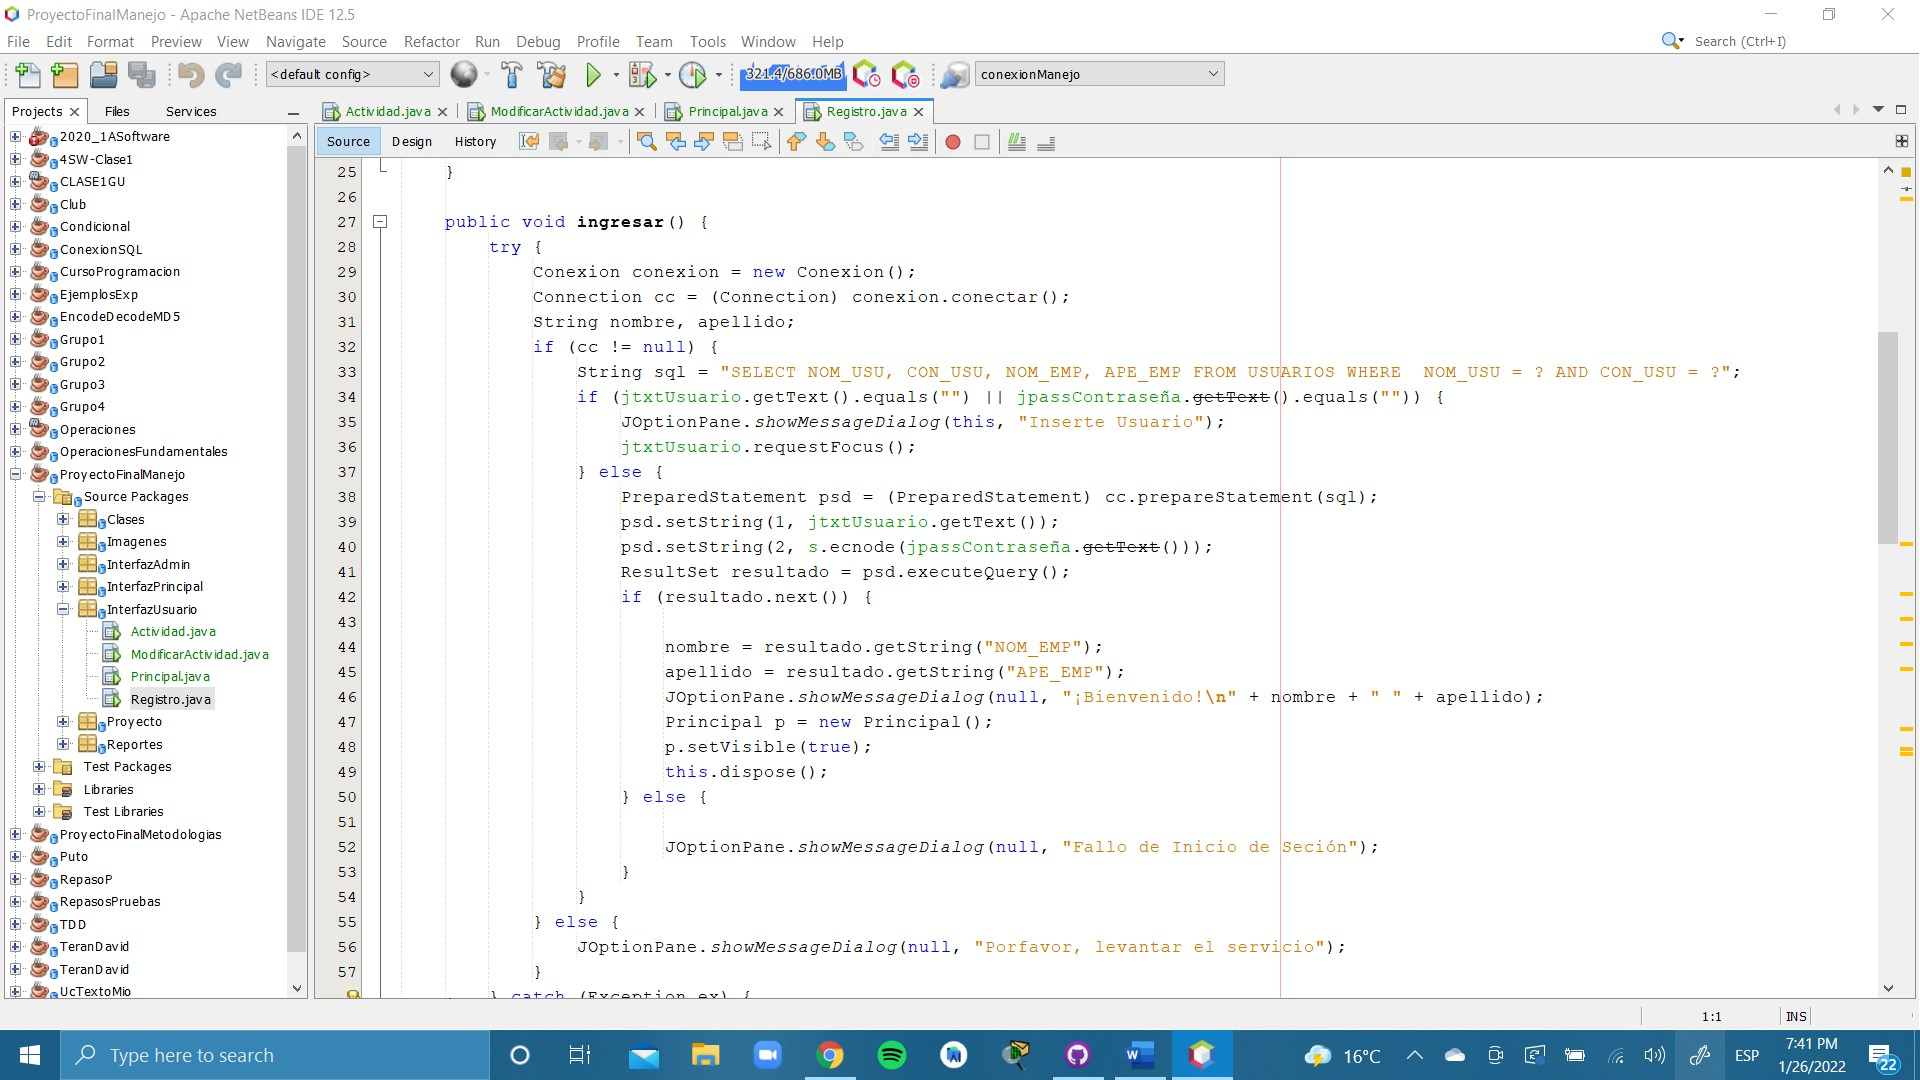 ProyectoFinalManejo - Apache NetBeans IDE 12.5
File Edit Format Preview View Navigate Source Refactor Run Debug Profile Team Tools Window Help
Search (Ctrl+I)
<default config>
321.4/686.0MB
conexionManejo
Projects Files Services
Actividad.java ModificarActividad.java Principal.java Registro.java
Source Design History
2020_1ASoftware
4SW-Clase1
CLASE1GU
Club
Condicional
ConexionSQL
CursoProgramacion
EjemplosExp
EncodeDecodeMD5
Grupo1
Grupo2
Grupo3
Grupo4
Operaciones
OperacionesFundamentales
ProyectoFinalManejo
Source Packages
Clases
Imagenes
InterfazAdmin
InterfazPrincipal
InterfazUsuario
Actividad.java
ModificarActividad.java
Principal.java
Registro.java
Proyecto
Reportes
Test Packages
Libraries
Test Libraries
ProyectoFinalMetodologias
Puto
RepasoP
RepasosPruebas
TDD
TeranDavid
TeranDavid
UcTextoMio
25 }
26
27 public void ingresar() {
28 try {
29 Conexion conexion = new Conexion();
30 Connection cc = (Connection) conexion.conectar();
31 String nombre, apellido;
32 if (cc != null) {
33 String sql = "SELECT NOM_USU, CON_USU, NOM_EMP, APE_EMP FROM USUARIOS WHERE  NOM_USU = ? AND CON_USU = ?";
34 if (jtxtUsuario.getText().equals("") || jpassContraseña.getText().equals("")) {
35 JOptionPane.showMessageDialog(this, "Inserte Usuario");
36 jtxtUsuario.requestFocus();
37 } else {
38 PreparedStatement psd = (PreparedStatement) cc.prepareStatement(sql);
39 psd.setString(1, jtxtUsuario.getText());
40 psd.setString(2, s.ecnode(jpassContraseña.getText()));
41 ResultSet resultado = psd.executeQuery();
42 if (resultado.next()) {
43
44 nombre = resultado.getString("NOM_EMP");
45 apellido = resultado.getString("APE_EMP");
46 JOptionPane.showMessageDialog(null, "¡Bienvenido!\n" + nombre + " " + apellido);
47 Principal p = new Principal();
48 p.setVisible(true);
49 this.dispose();
50 } else {
51
52 JOptionPane.showMessageDialog(null, "Fallo de Inicio de Seción");
53 }
54 }
55 } else {
56 JOptionPane.showMessageDialog(null, "Porfavor, levantar el servicio");
57 }
} catch (Exception ex) {
1:1 INS
Type here to search
16°C
ESP
7:41 PM
1/26/2022
22